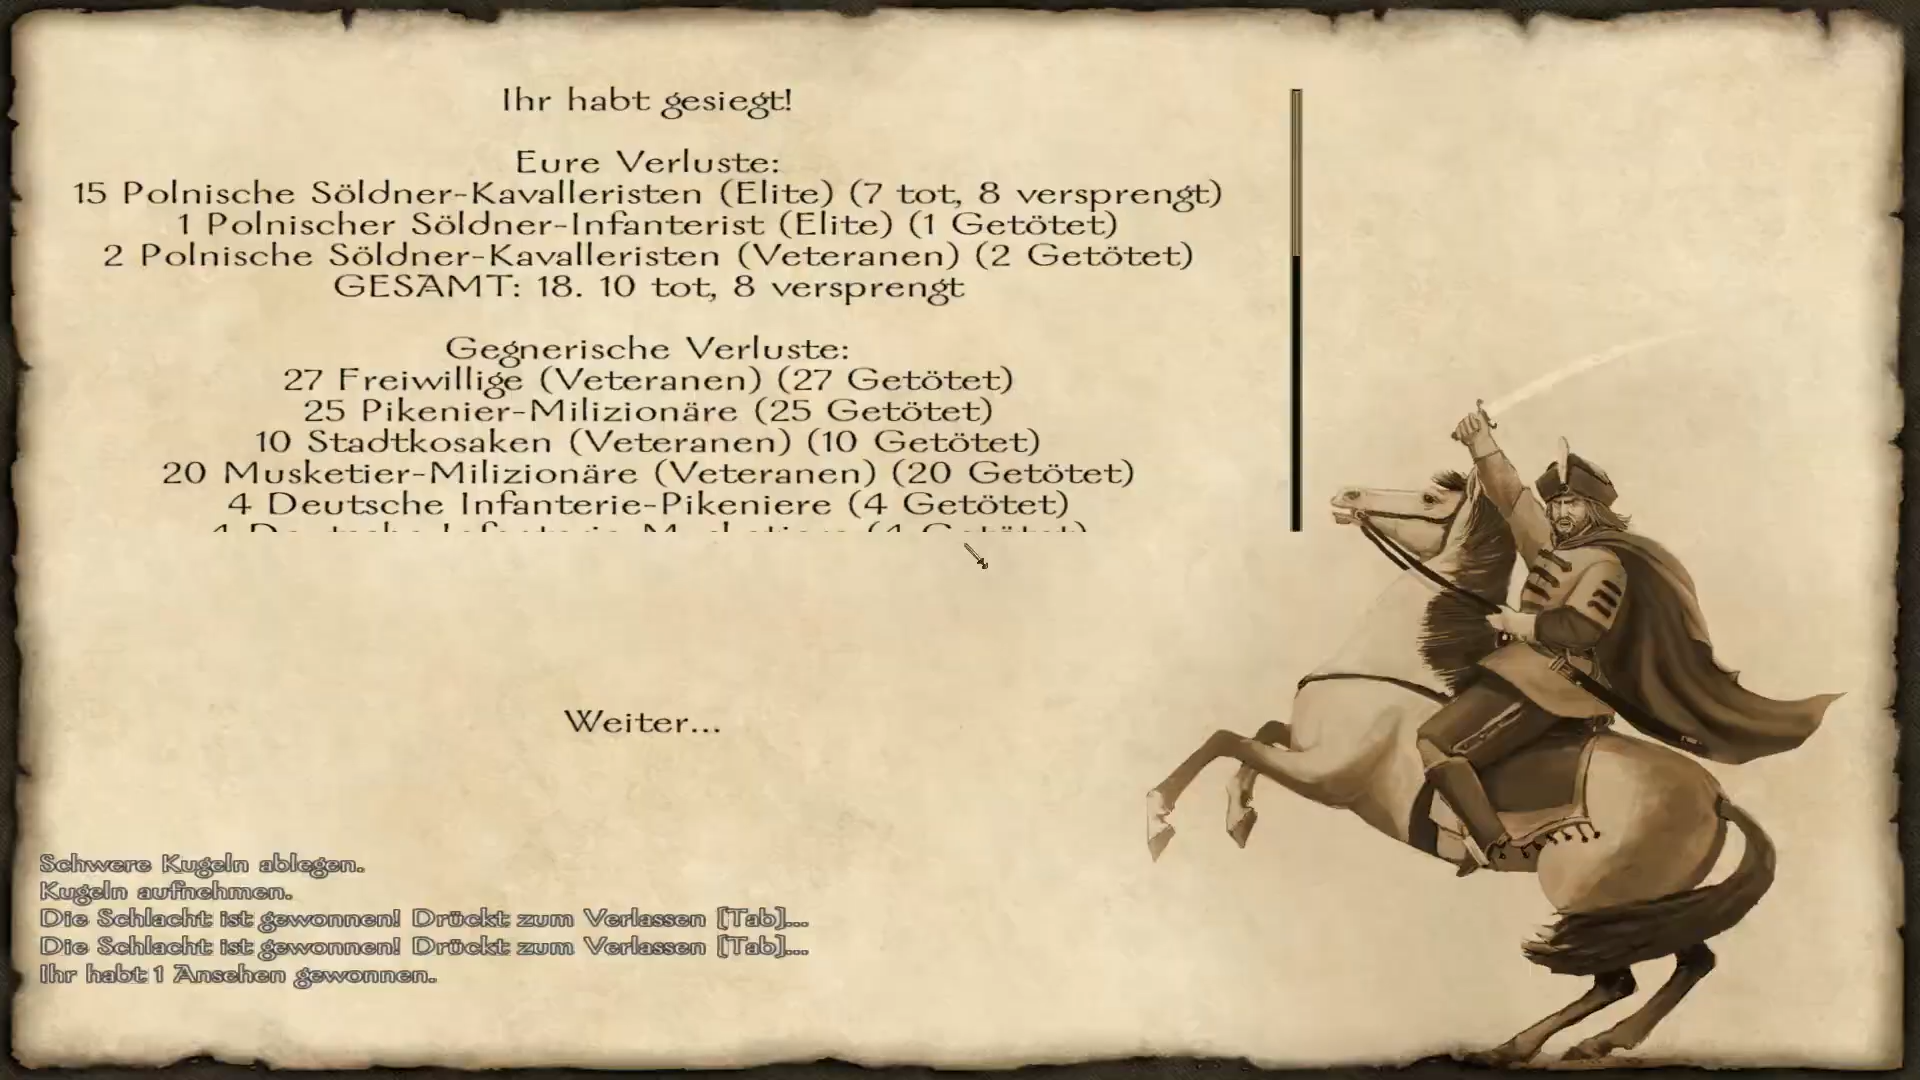 Ihr habt gesiegt!
Eure Verluste:
15 Polnische Söldner-Kavalleristen (Elite) (7 tot, 8 versprengt)
1 Polnischer Söldner-Infanterist (Elite) (1 Getötet)
2 Polnische Söldner-Kavalleristen (Veteranen) (2 Getötet)
GESAMT: 18. 10 tot, 8 versprengt
Gegnerische Verluste:
27 Freiwillige (Veteranen) (27 Getötet)
25 Pikenier-Milizionäre (25 Getötet)
10 Stadtkosaken (Veteranen) (10 Getötet)
20 Musketier-Milizionäre (Veteranen) (20 Getötet)
4 Deutsche Infanterie-Pikeniere (4 Getötet)
Weiter...
Schwere Kugeln ablegen.
Kugeln aufnehmen.
Die Schlacht ist gewonnen! Drückt zum Verlassen [Tab]...
Die Schlacht ist gewonnen! Drückt zum Verlassen [Tab]...
Ihr habt 1 Ansehen gewonnen.